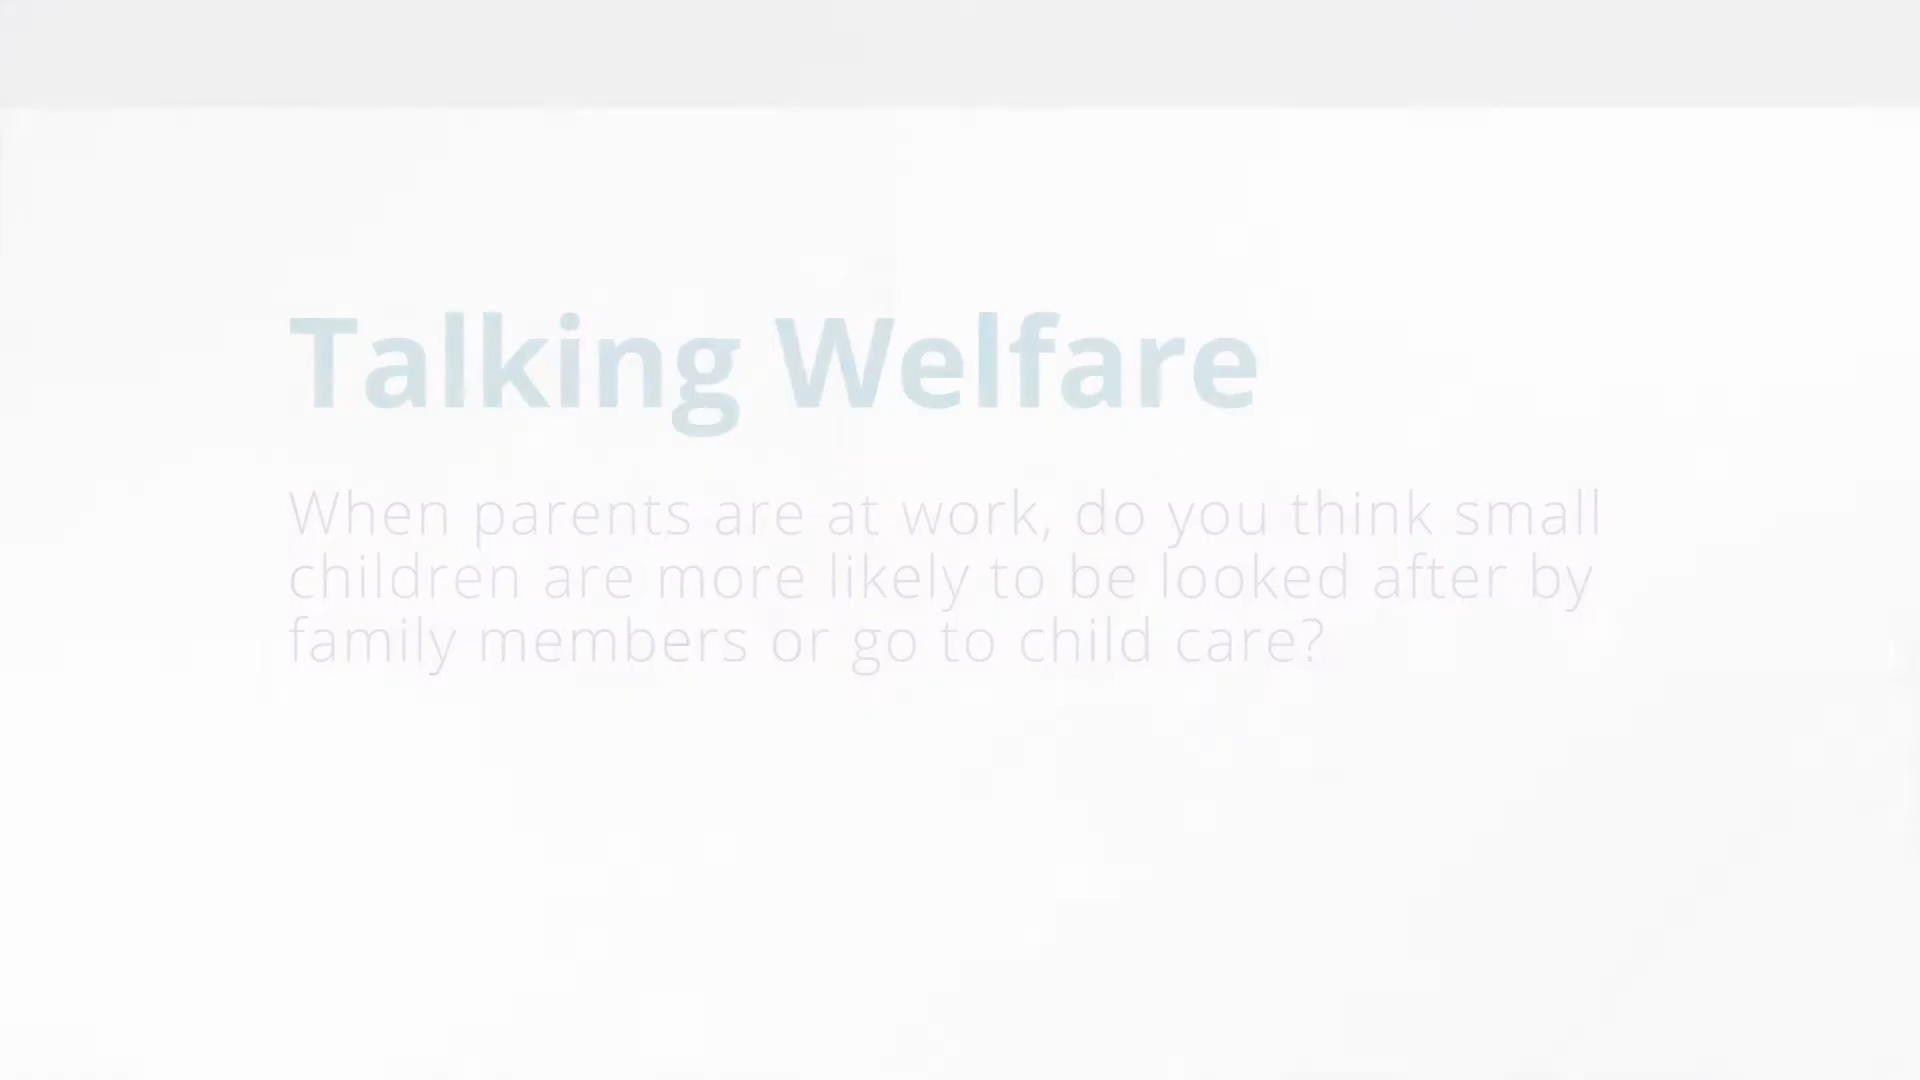 Talking Welfare
When parents are at work, do you think small
children are more likely to be looked after by
family members or go to child care?